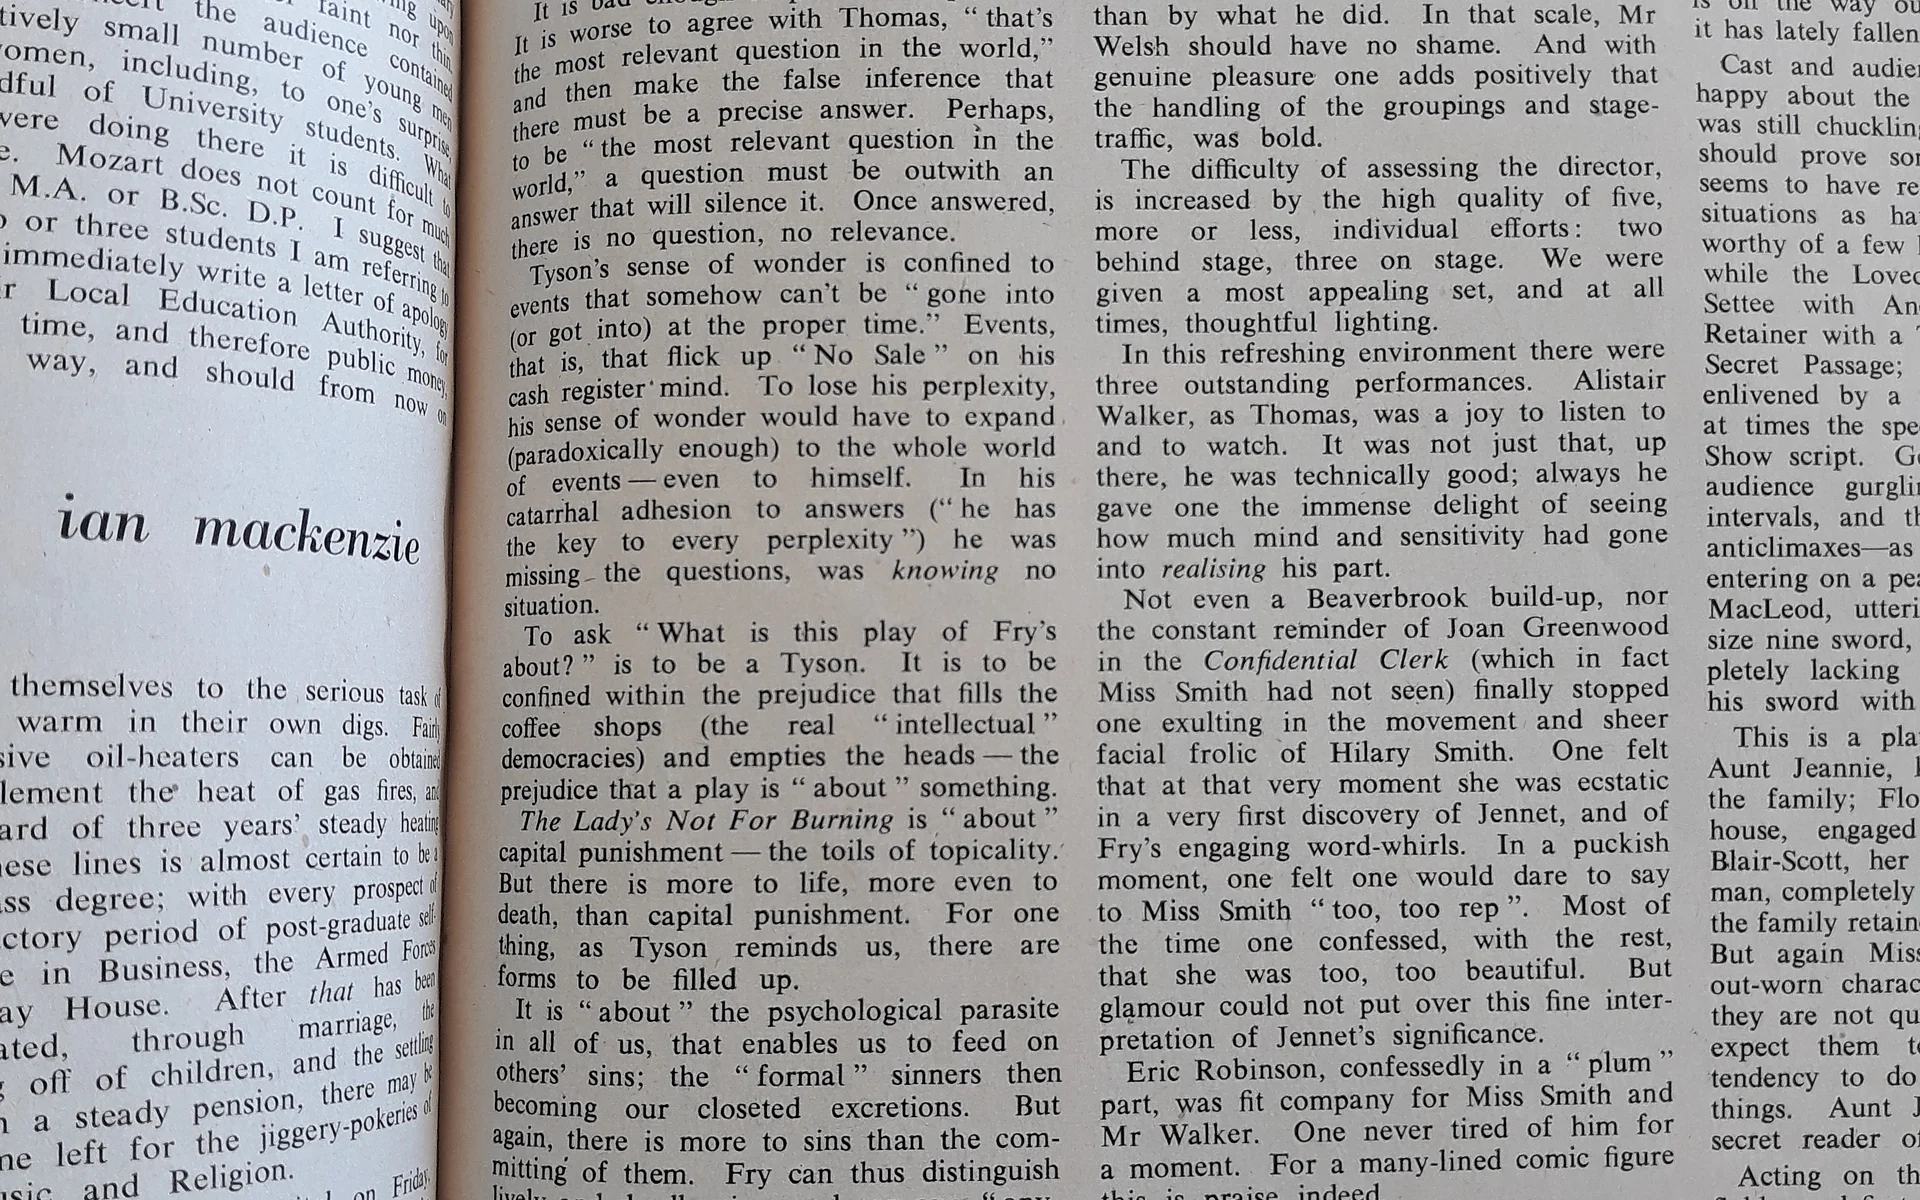 the audience contained
tively small number of young men
women, including, to one's surprise,
dful of University students. What
were doing there it is difficult to
e. Mozart does not count for much
M.A. or B.Sc. D.P. I suggest that
or three students I am referring to
immediately write a letter of apology
r Local Education Authority, for
time, and therefore public money,
way, and should from now on
ian mackenzie
themselves to the serious task of
warm in their own digs. Fairly
sive oil-heaters can be obtained
lement the heat of gas fires, and
ard of three years' steady heating
hese lines is almost certain to be a
ss degree; with every prospect of
ctory period of post-graduate self-
e in Business, the Armed Forces
ay House. After that has been
ated, through marriage, the
g off of children, and the settling
n a steady pension, there may be
me left for the jiggery-pokeries of
usic and Religion.
on Friday,
It is bad enough
It is worse to agree with Thomas, “ that's
the most relevant question in the world,”
and then make the false inference that
there must be a precise answer. Perhaps,
to be “ the most relevant question in the
world,” a question must be outwith an
answer that will silence it. Once answered,
there is no question, no relevance.
Tyson's sense of wonder is confined to
events that somehow can't be “ gone into
(or got into) at the proper time.” Events,
that is, that flick up “ No Sale ” on his
cash register mind. To lose his perplexity,
his sense of wonder would have to expand
(paradoxically enough) to the whole world
of events — even to himself. In his
catarrhal adhesion to answers (“ he has
the key to every perplexity ”) he was
missing the questions, was knowing no
situation.
To ask “ What is this play of Fry's
about? ” is to be a Tyson. It is to be
confined within the prejudice that fills the
coffee shops (the real “ intellectual ”
democracies) and empties the heads — the
prejudice that a play is “ about ” something.
The Lady's Not For Burning is “ about ”
capital punishment — the toils of topicality.
But there is more to life, more even to
death, than capital punishment. For one
thing, as Tyson reminds us, there are
forms to be filled up.
It is “ about ” the psychological parasite
in all of us, that enables us to feed on
others' sins; the “ formal ” sinners then
becoming our closeted excretions. But
again, there is more to sins than the com-
mitting of them. Fry can thus distinguish
than by what he did. In that scale, Mr
Welsh should have no shame. And with
genuine pleasure one adds positively that
the handling of the groupings and stage-
traffic, was bold.
The difficulty of assessing the director,
is increased by the high quality of five,
more or less, individual efforts: two
behind stage, three on stage. We were
given a most appealing set, and at all
times, thoughtful lighting.
In this refreshing environment there were
three outstanding performances. Alistair
Walker, as Thomas, was a joy to listen to
and to watch. It was not just that, up
there, he was technically good; always he
gave one the immense delight of seeing
how much mind and sensitivity had gone
into realising his part.
Not even a Beaverbrook build-up, nor
the constant reminder of Joan Greenwood
in the Confidential Clerk (which in fact
Miss Smith had not seen) finally stopped
one exulting in the movement and sheer
facial frolic of Hilary Smith. One felt
that at that very moment she was ecstatic
in a very first discovery of Jennet, and of
Fry's engaging word-whirls. In a puckish
moment, one felt one would dare to say
to Miss Smith “ too, too rep ”. Most of
the time one confessed, with the rest,
that she was too, too beautiful. But
glamour could not put over this fine inter-
pretation of Jennet's significance.
Eric Robinson, confessedly in a “ plum ”
part, was fit company for Miss Smith and
Mr Walker. One never tired of him for
a moment. For a many-lined comic figure
this is praise indeed.
is on the way
it has lately fallen
Cast and audien
happy about the
was still chuckling
should prove som
seems to have re
situations as ha
worthy of a few
while the Loved
Settee with An
Retainer with a
Secret Passage;
enlivened by a
at times the spe
Show script. Go
audience gurglin
intervals, and th
anticlimaxes—as
entering on a pea
MacLeod, utteri
size nine sword,
pletely lacking
his sword with
This is a pla
Aunt Jeannie,
the family; Flo
house, engaged
Blair-Scott, her
man, completely
the family retain
But again Miss
out-worn charac
they are not qu
expect them to
tendency to do
things. Aunt J
secret reader of
Acting on th